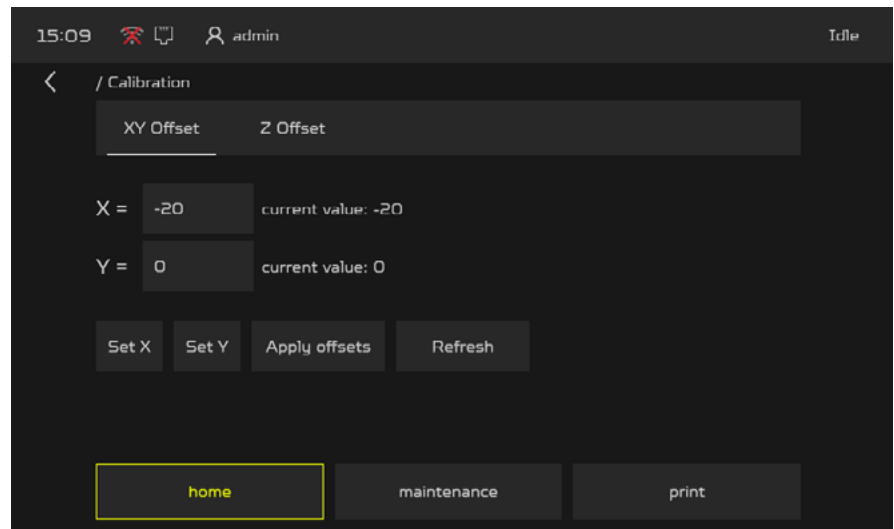 15:09 admin Idle
/ Calibration
XY Offset Z Offset
X = -20 current value: -20
Y = 0 current value: 0
Set X Set Y Apply offsets Refresh
home maintenance print